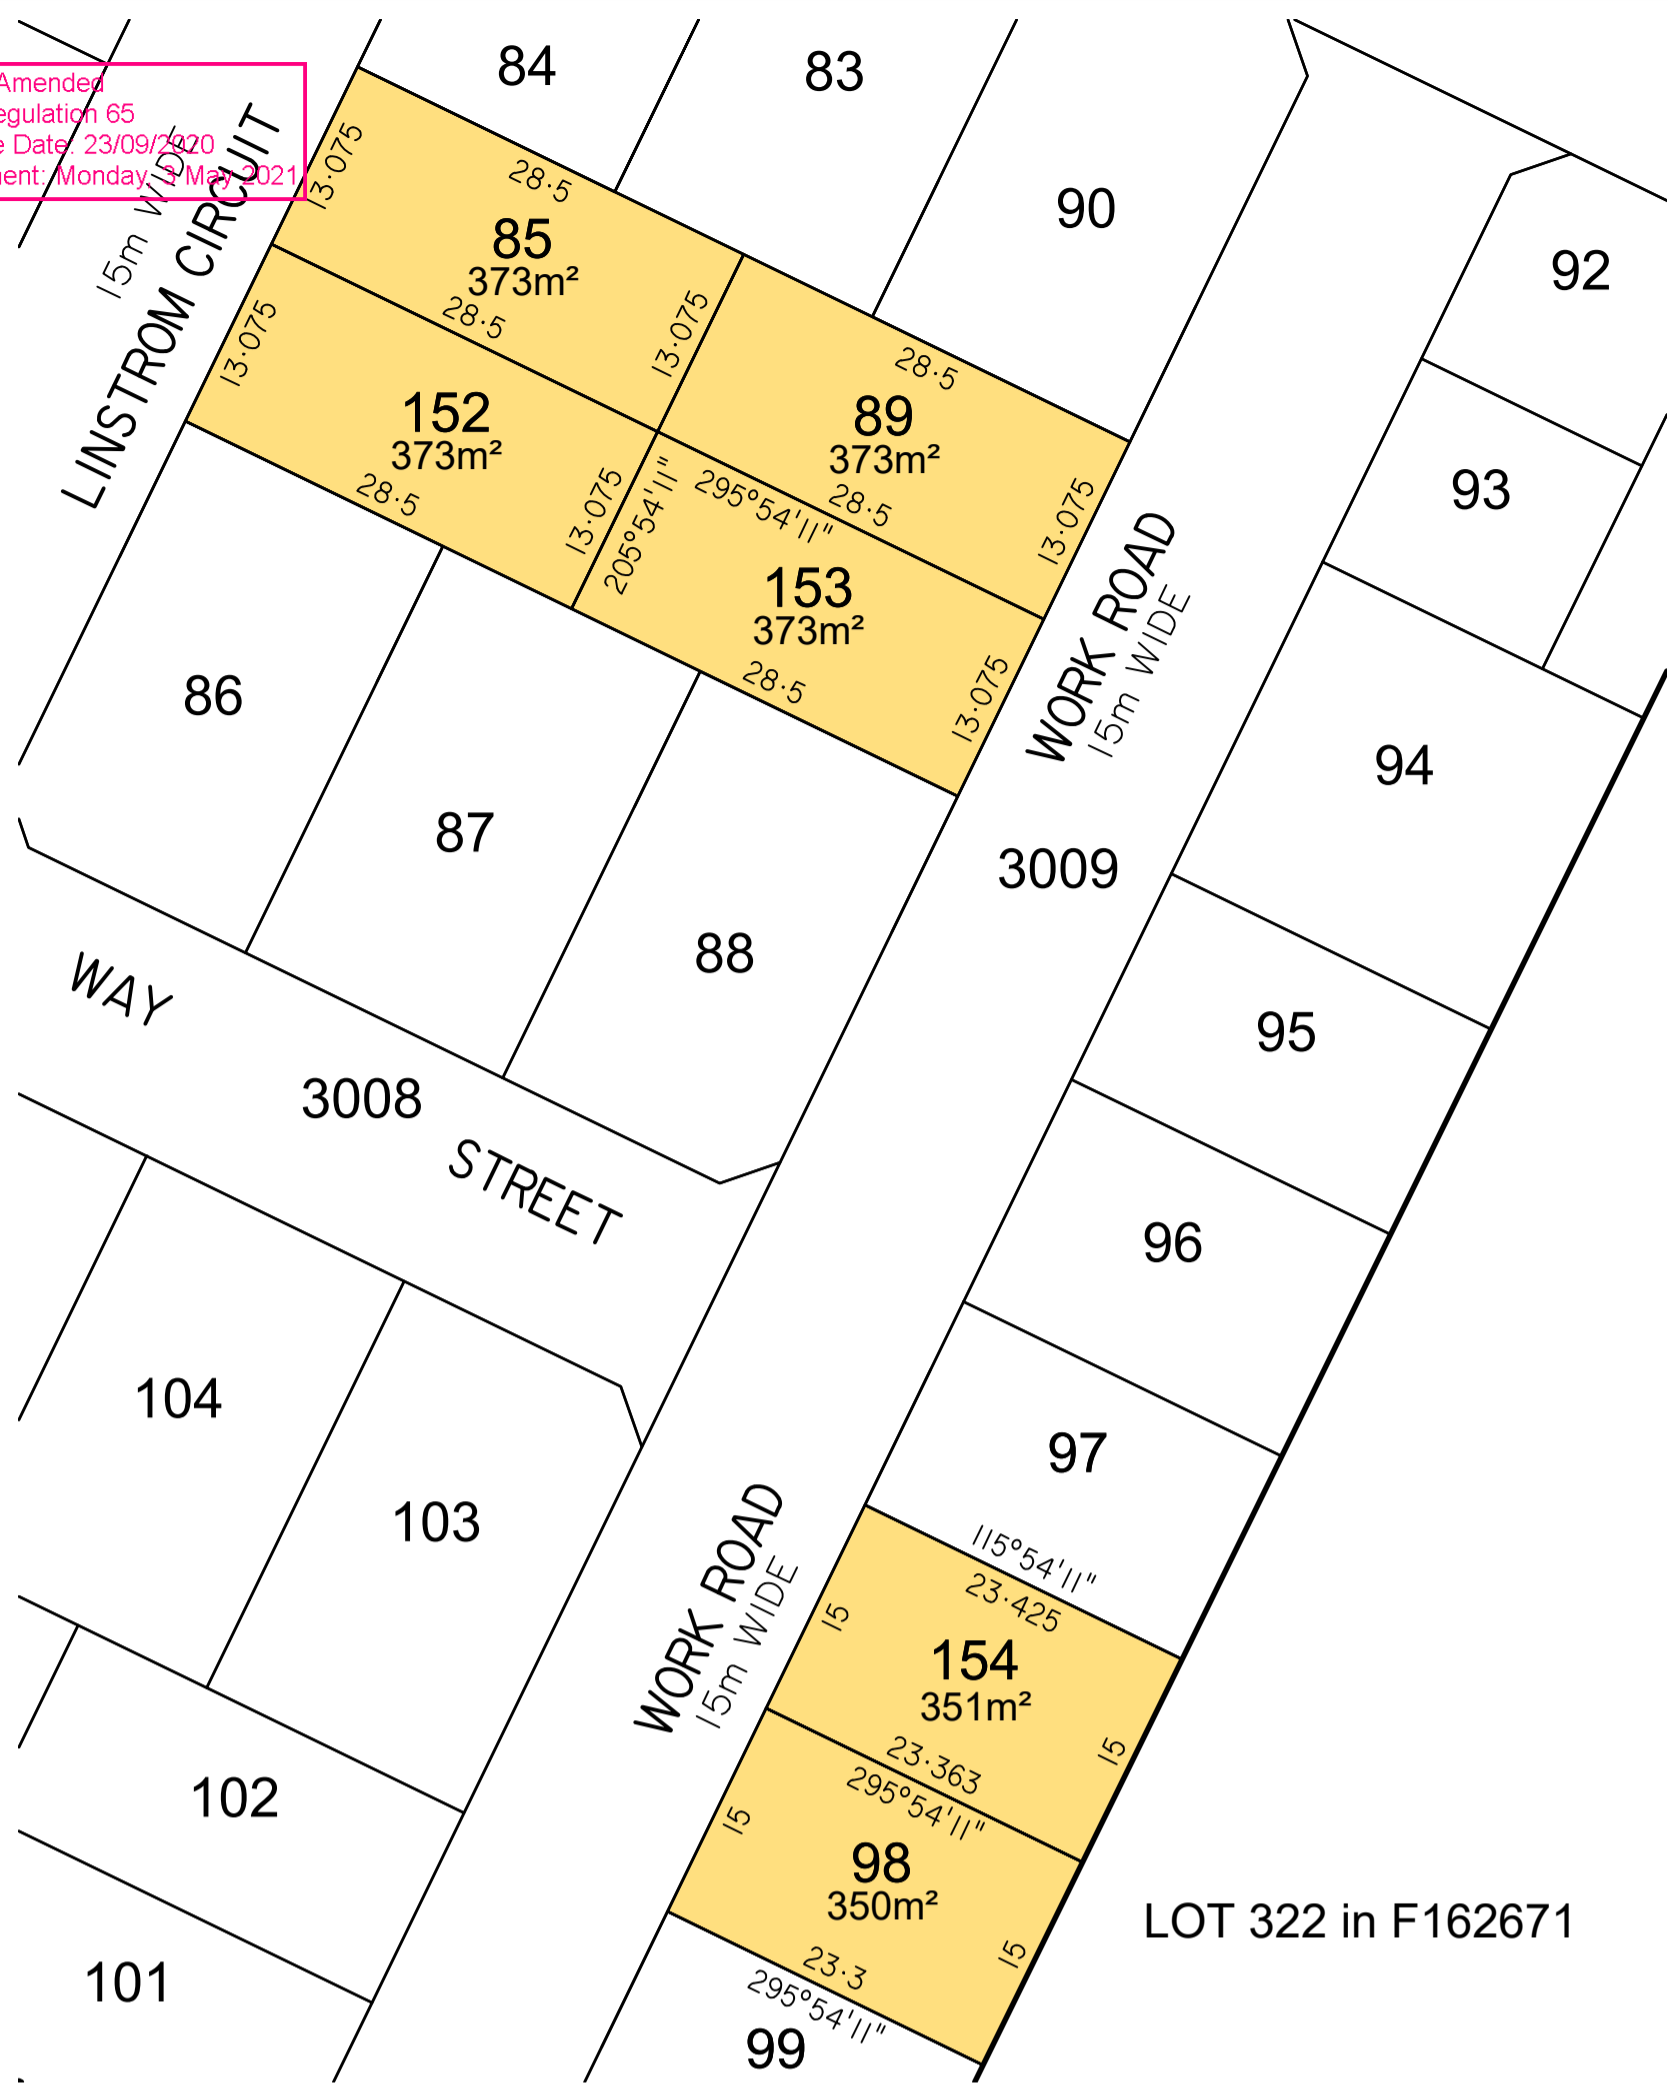 84
83
Amended
egulation 65
e Date: 23/09/2020
nent: Monday, 3 May 2021
15m WIDE
LINSTROM CIRCUIT
13·075
28·5
85
373m²
28·5
13·075
90
92
13·075
152
373m²
28·5
13·075
205°54'11"
28·5
89
373m²
28·5
295°54'11"
13·075
93
153
373m²
28·5
13·075
WORK ROAD
15m WIDE
86
87
88
94
3009
WAY
3008
STREET
95
96
104
103
97
WORK ROAD
15m WIDE
115°54'11"
23·425
15
154
351m²
15
23·363
295°54'11"
102
15
98
350m²
15
23·3
295°54'11"
LOT 322 in F162671
101
99